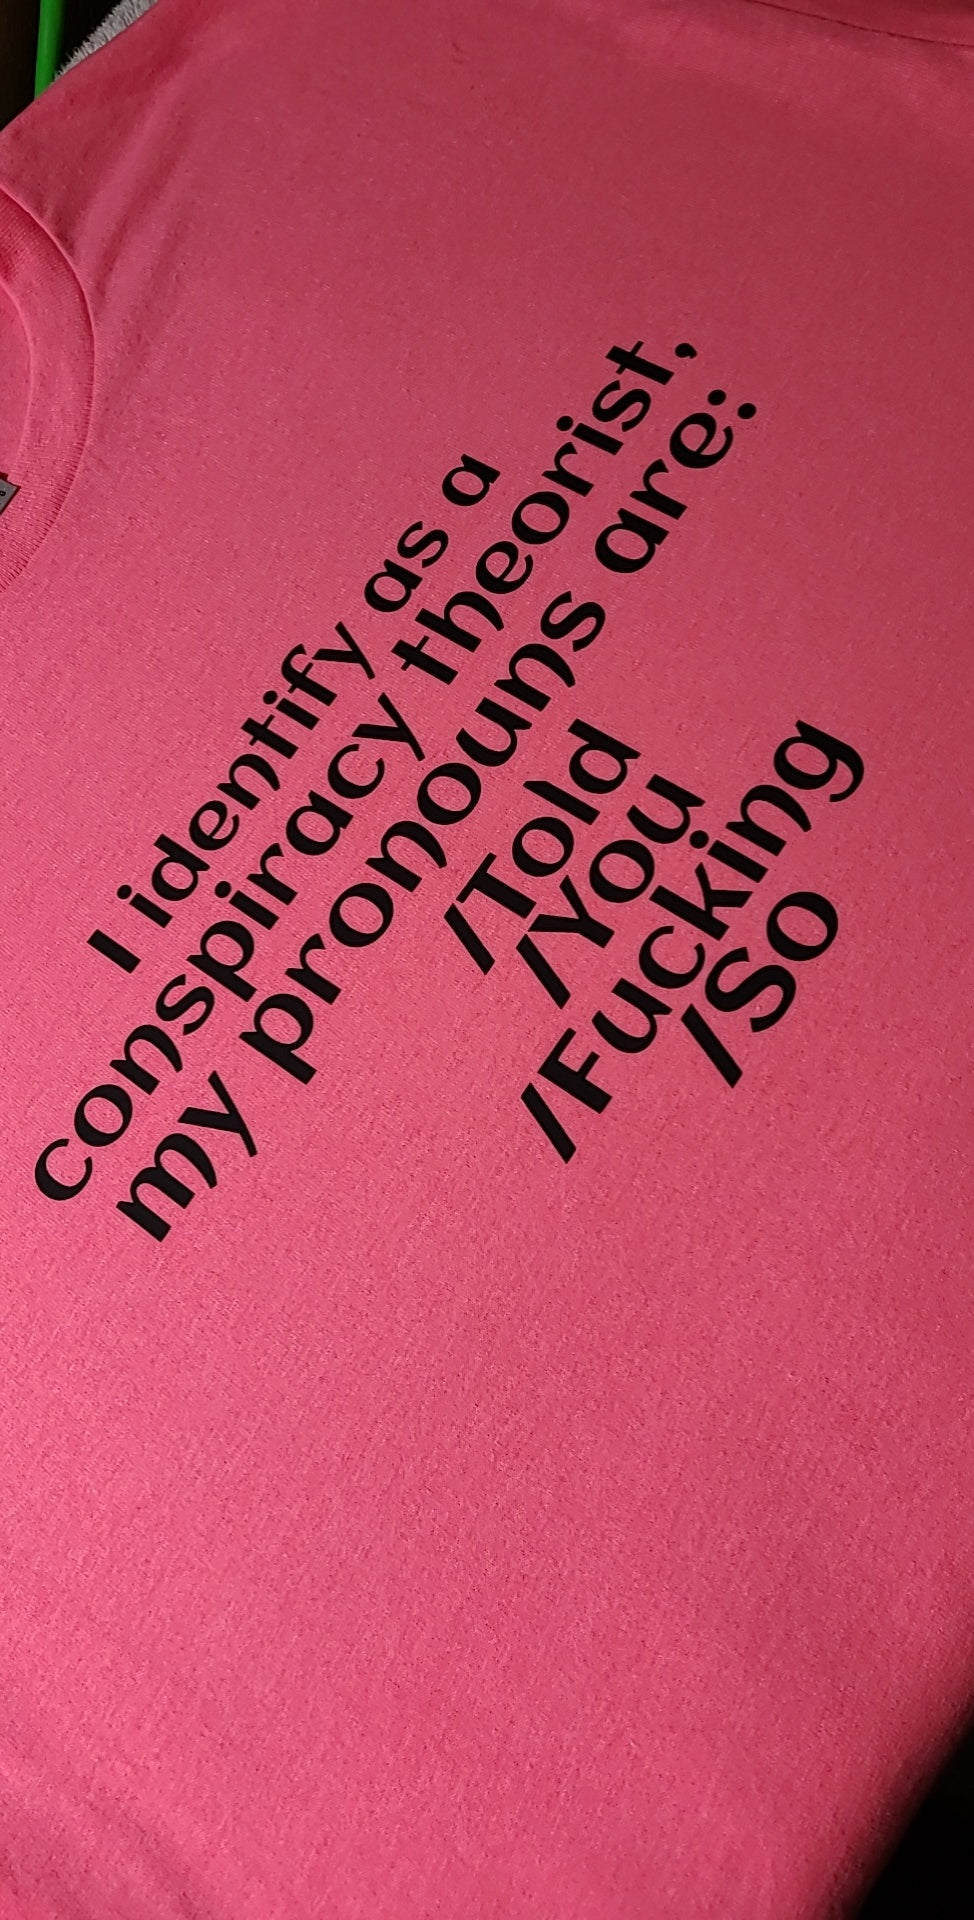 I identify as a
conspiracy theorist,
my pronouns are:
/Told
/You
/Fucking
/So